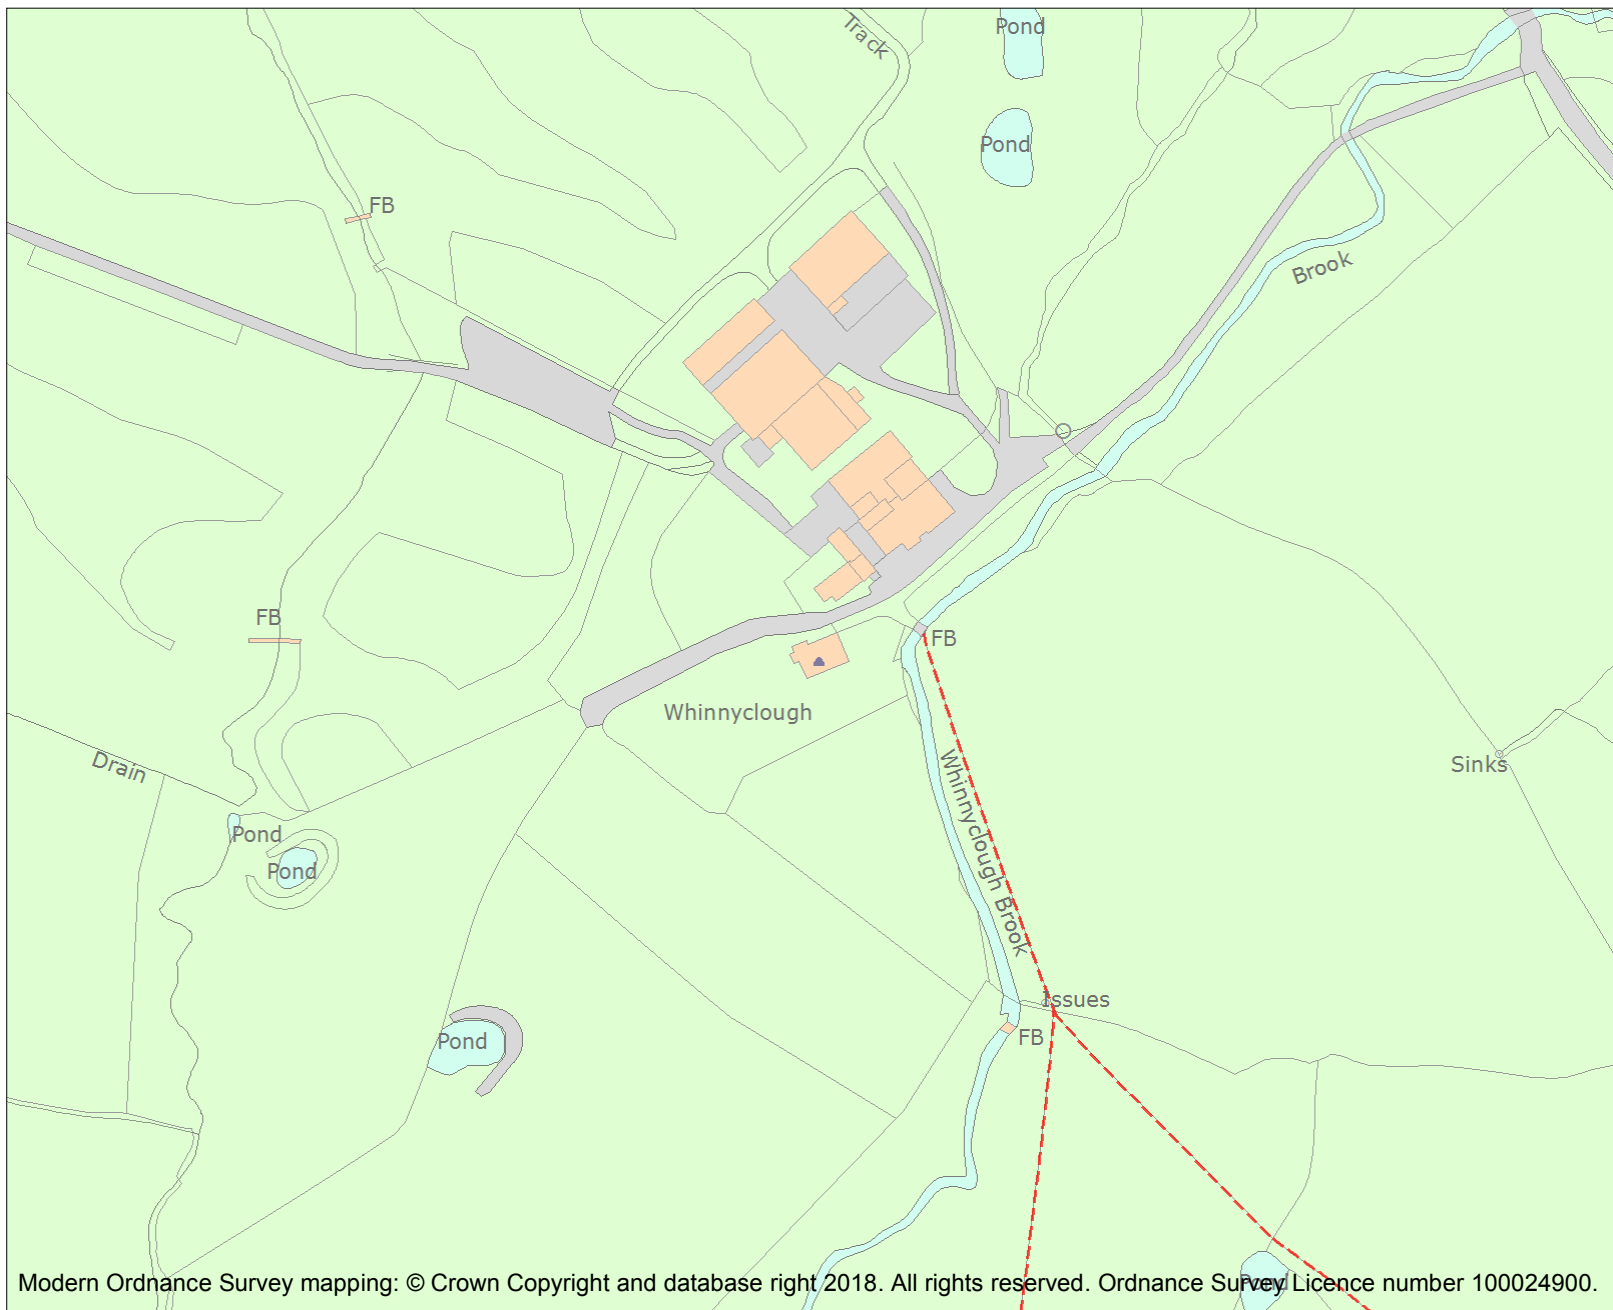 Track
Pond
Pond
FB
Brook
FB
FB
Whinnyclough
Drain
Whinnyclough Brook
Sinks
Pond
Pond
Issues
FB
Pond
Pond
Modern Ordnance Survey mapping: © Crown Copyright and database right 2018. All rights reserved. Ordnance Survey Licence number 100024900.